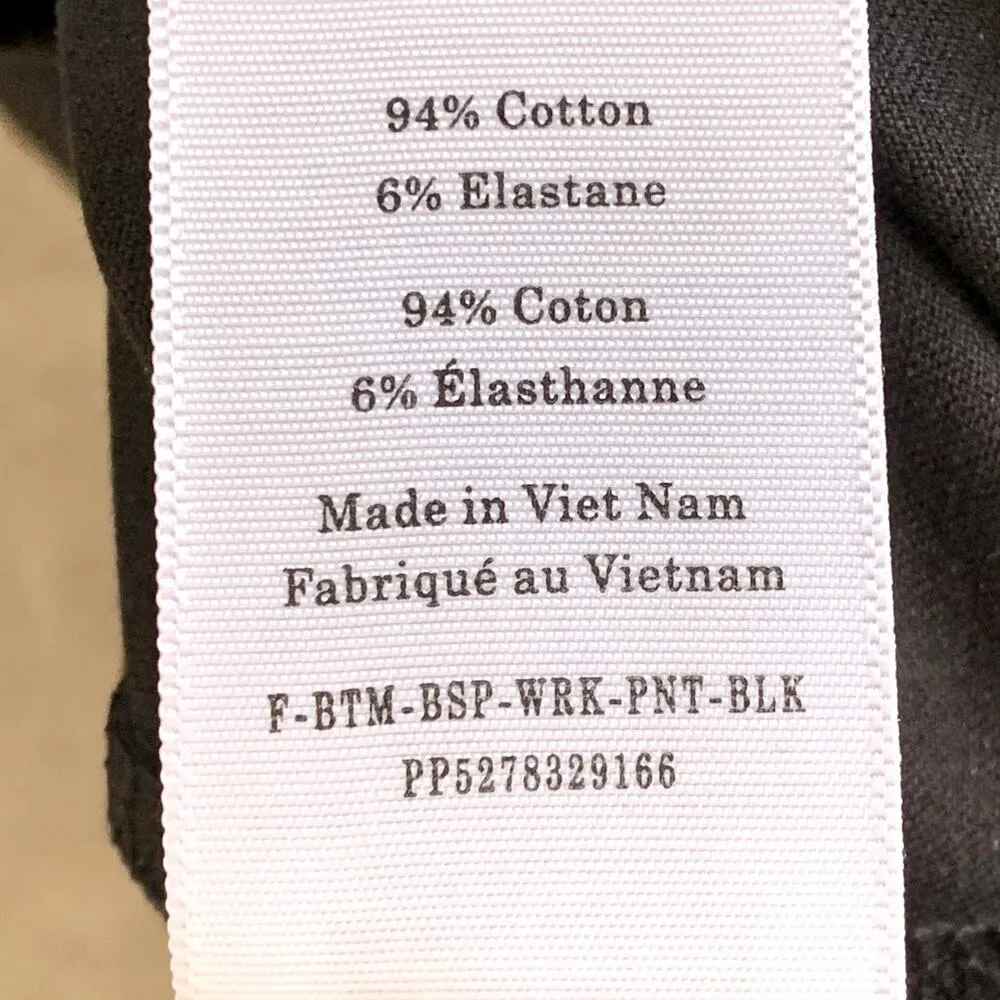 94% Cotton
6% Elastane
94% Coton
6% Élasthanne
Made in Viet Nam
Fabriqué au Vietnam
F-BTM-BSP-WRK-PNT-BLK
PP5278329166